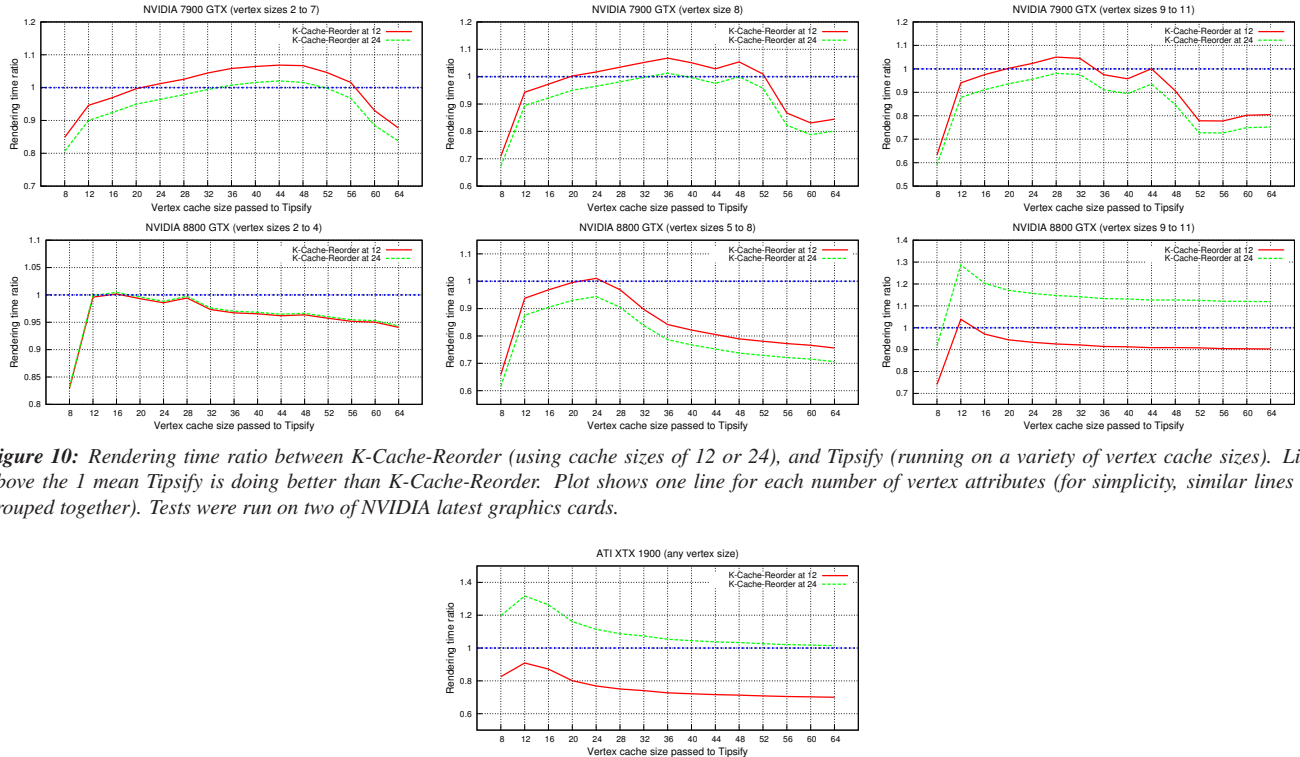 NVIDIA 7900 GTX (vertex sizes 2 to 7)
K-Cache-Reorder at 12
K-Cache-Reorder at 24
Rendering time ratio
1.2
1.1
1
0.9
0.8
0.7
8 12 16 20 24 28 32 36 40 44 48 52 56 60 64
Vertex cache size passed to Tipsify
NVIDIA 7900 GTX (vertex size 8)
K-Cache-Reorder at 12
K-Cache-Reorder at 24
Rendering time ratio
1.2
1.1
1
0.9
0.8
0.7
0.6
8 12 16 20 24 28 32 36 40 44 48 52 56 60 64
Vertex cache size passed to Tipsify
NVIDIA 7900 GTX (vertex sizes 9 to 11)
K-Cache-Reorder at 12
K-Cache-Reorder at 24
Rendering time ratio
1.2
1.1
1
0.9
0.8
0.7
0.6
0.5
8 12 16 20 24 28 32 36 40 44 48 52 56 60 64
Vertex cache size passed to Tipsify
NVIDIA 8800 GTX (vertex sizes 2 to 4)
K-Cache-Reorder at 12
K-Cache-Reorder at 24
Rendering time ratio
1.1
1.05
1
0.95
0.9
0.85
0.8
8 12 16 20 24 28 32 36 40 44 48 52 56 60 64
Vertex cache size passed to Tipsify
NVIDIA 8800 GTX (vertex sizes 5 to 8)
K-Cache-Reorder at 12
K-Cache-Reorder at 24
Rendering time ratio
1.1
1
0.9
0.8
0.7
0.6
8 12 16 20 24 28 32 36 40 44 48 52 56 60 64
Vertex cache size passed to Tipsify
NVIDIA 8800 GTX (vertex sizes 9 to 11)
K-Cache-Reorder at 12
K-Cache-Reorder at 24
Rendering time ratio
1.4
1.3
1.2
1.1
1
0.9
0.8
0.7
8 12 16 20 24 28 32 36 40 44 48 52 56 60 64
Vertex cache size passed to Tipsify
igure 10: Rendering time ratio between K-Cache-Reorder (using cache sizes of 12 or 24), and Tipsify (running on a variety of vertex cache sizes). Li
bove the 1 mean Tipsify is doing better than K-Cache-Reorder. Plot shows one line for each number of vertex attributes (for simplicity, similar lines
rouped together). Tests were run on two of NVIDIA latest graphics cards.
ATI XTX 1900 (any vertex size)
K-Cache-Reorder at 12
K-Cache-Reorder at 24
Rendering time ratio
1.4
1.2
1
0.8
0.6
8 12 16 20 24 28 32 36 40 44 48 52 56 60 64
Vertex cache size passed to Tipsify